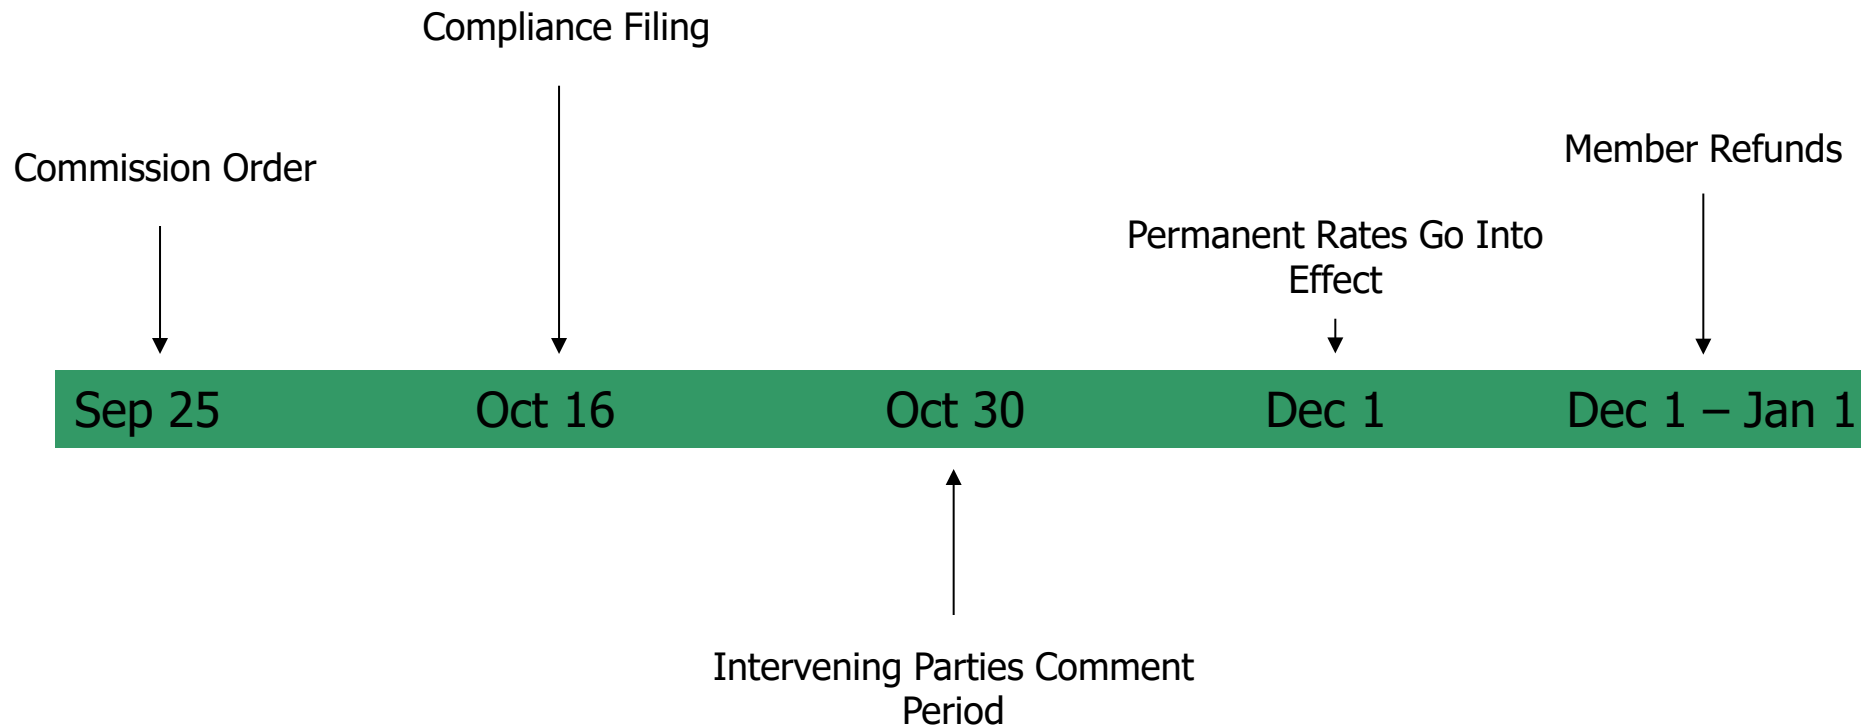 Compliance Filing
Commission Order
Member Refunds
Permanent Rates Go Into
Effect
Sep 25
Oct 16
Oct 30
Dec 1
Dec 1 – Jan 1
Intervening Parties Comment
Period